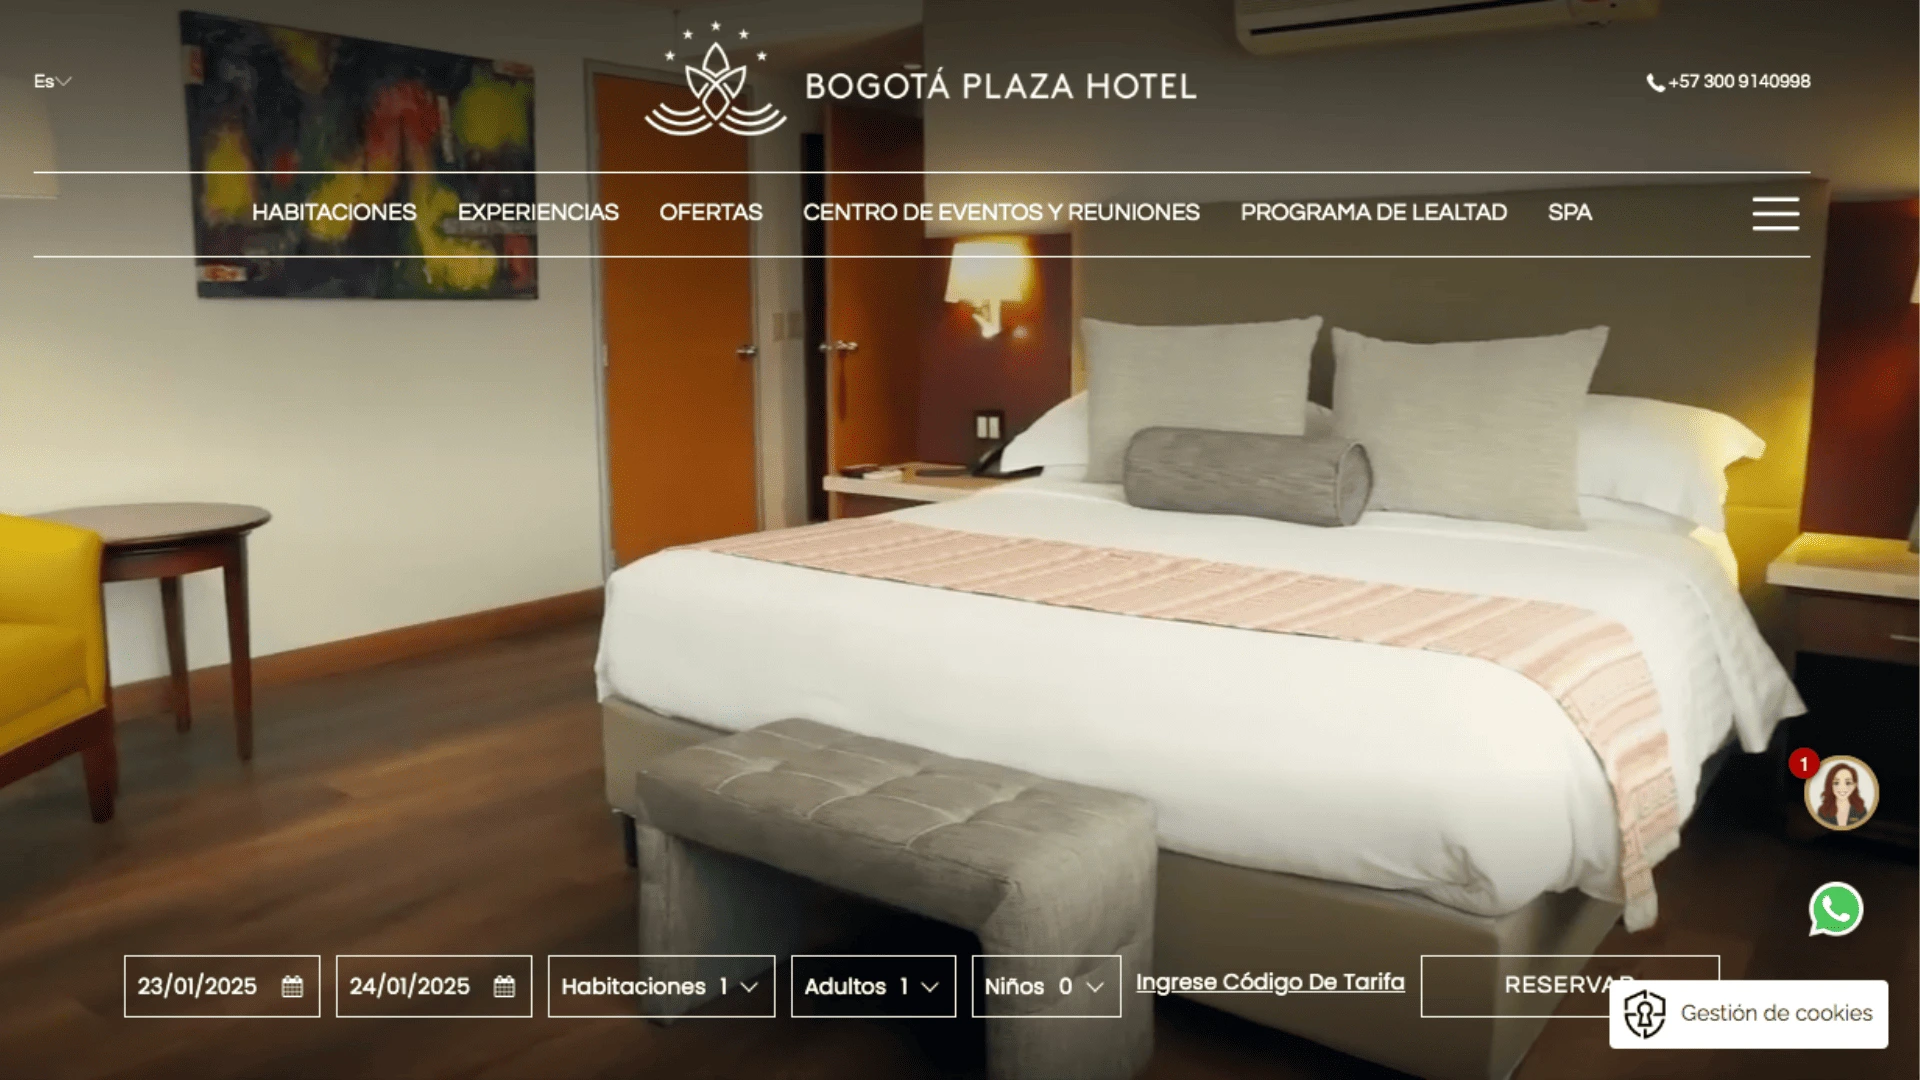 Es
BOGOTÁ PLAZA HOTEL
+57 300 9140998
HABITACIONES EXPERIENCIAS OFERTAS CENTRO DE EVENTOS Y REUNIONES PROGRAMA DE LEALTAD SPA
1
23/01/2025 24/01/2025 Habitaciones 1 Adultos 1 Niños 0 Ingrese Código De Tarifa RESERVAR
Gestión de cookies